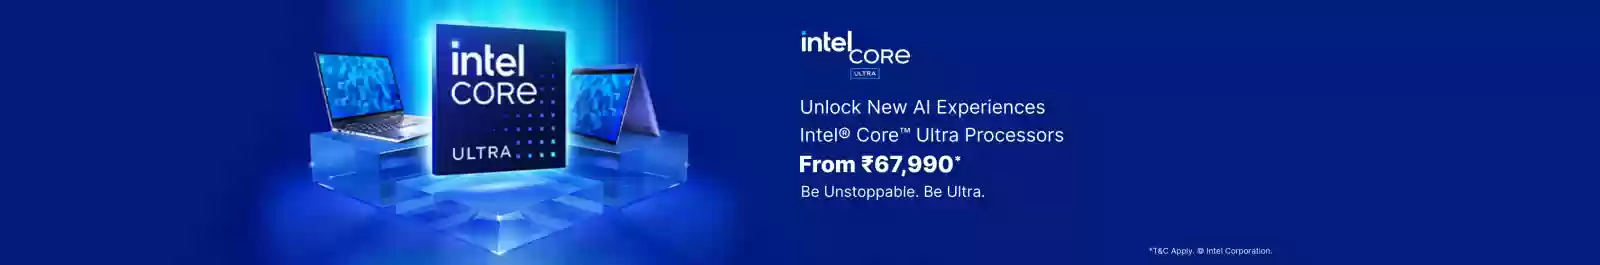 intel
CORE
ULTRA
intel
CORE
ULTRA
Unlock New AI Experiences
Intel® Core™ Ultra Processors
From ₹67,990*
Be Unstoppable. Be Ultra.
*T&C Apply. © Intel Corporation.